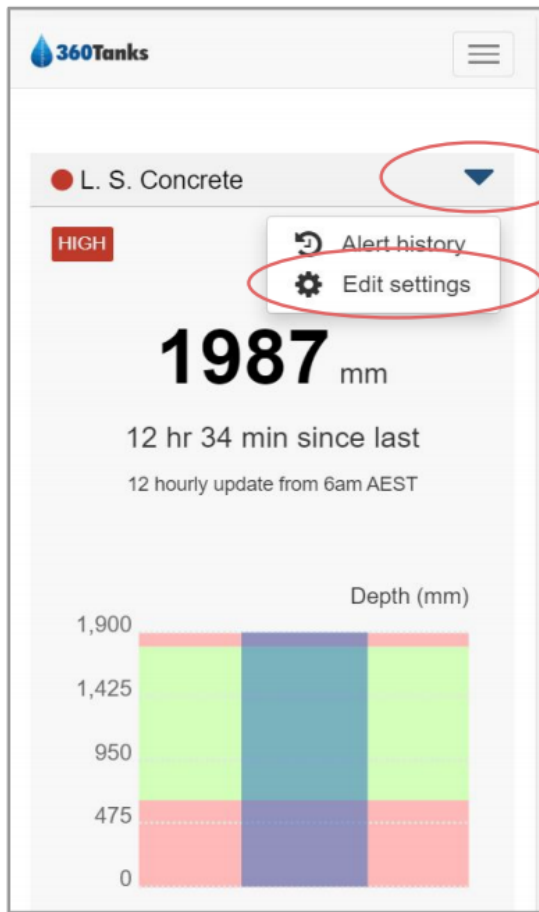 360Tanks
L. S. Concrete
HIGH
Alert history
Edit settings
1987 mm
12 hr 34 min since last
12 hourly update from 6am AEST
Depth (mm)
1,900
1,425
950
475
0